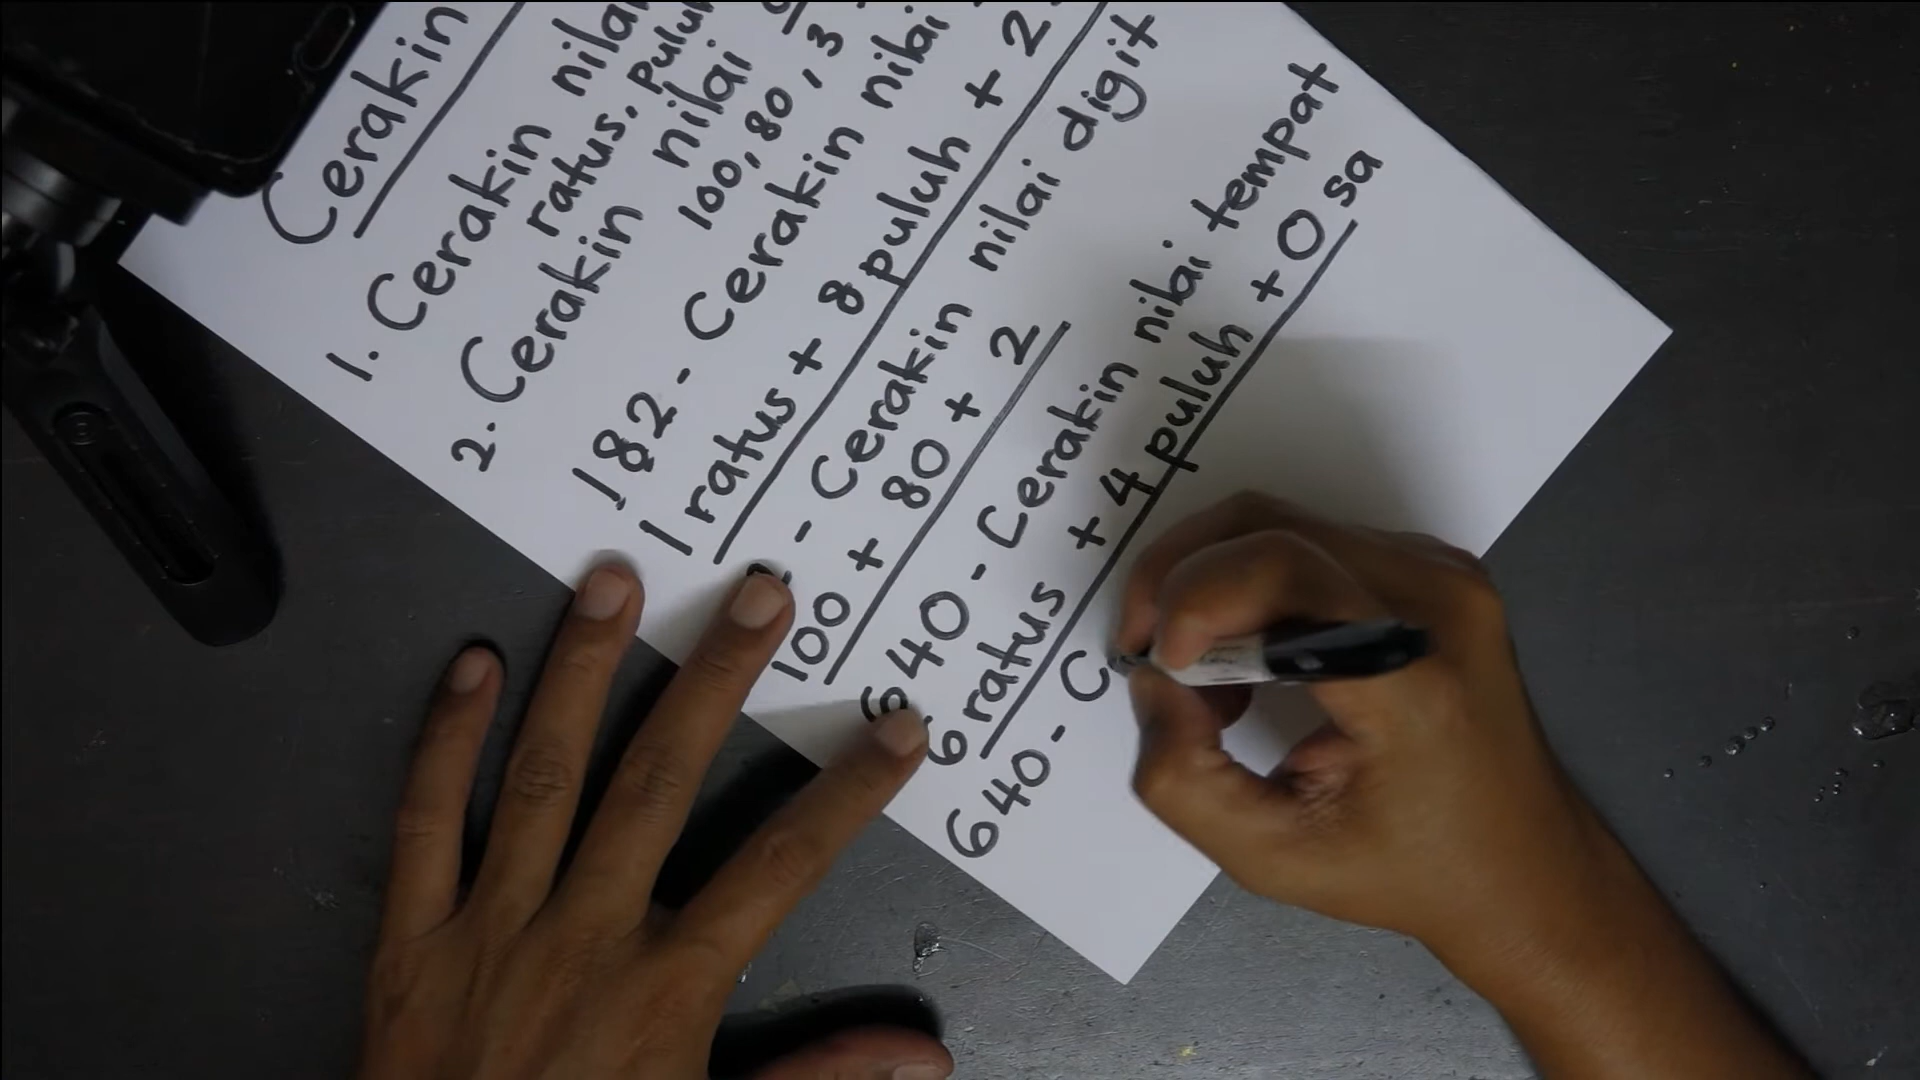 Cerakin
1. Cerakin
ratus, puluh
2. Cerakin nilai
100, 80, 3
182 - Cerakin nilai
1 ratus + 8 puluh + 2
- Cerakin nilai digit
100 + 80 + 2
640 - Cerakin nilai tempat
6 ratus + 4 puluh + 0 sa
640 - C